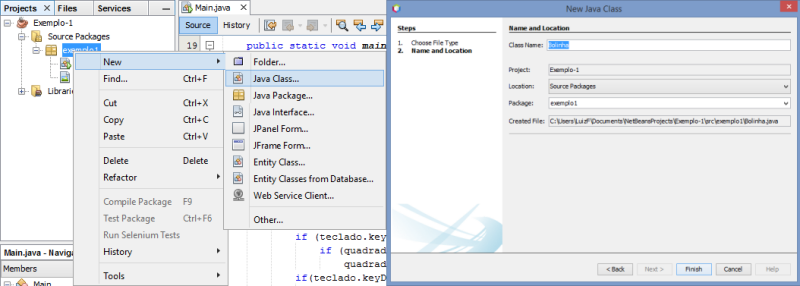 Projects
Files
Services
Exemplo-1
Source Packages
exemplo1
Librarie
Main.java - Navig
Members
Main
Main.java
Source
History
19
public static void main
if (teclado.key
if (quadrad
quadrad
if(teclado.keyD
New
Find... Ctrl+F
Cut Ctrl+X
Copy Ctrl+C
Paste Ctrl+V
Delete Delete
Refactor
Compile Package F9
Test Package Ctrl+F6
Run Selenium Tests
History
Tools
Folder...
Java Class...
Java Package...
Java Interface...
JPanel Form...
JFrame Form...
Entity Class...
Entity Classes from Database...
Web Service Client...
Other...
New Java Class
Steps
1. Choose File Type
2. Name and Location
Name and Location
Class Name: Bolinha
Project: Exemplo-1
Location: Source Packages
Package: exemplo1
Created File: C:\Users\LuizF\Documents\NetBeansProjects\Exemplo-1\src\exemplo1\Bolinha.java
< Back
Next >
Finish
Cancel
Help